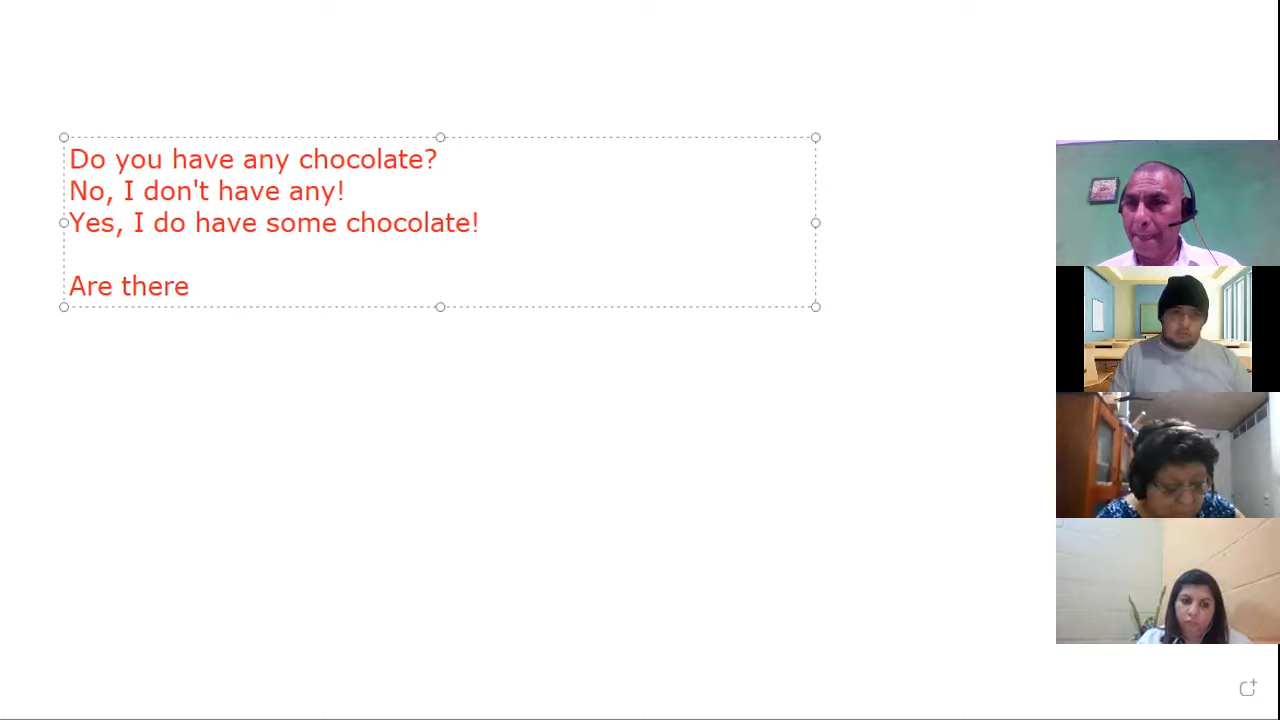 Do you have any chocolate?
No, I don't have any!
Yes, I do have some chocolate!
Are there